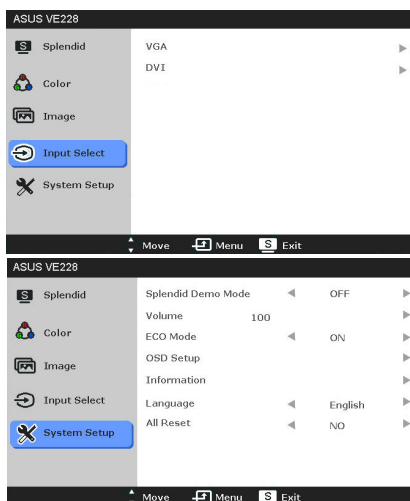 ASUS VE228
S Splendid
VGA
DVI
Color
Image
Input Select
System Setup
Move Menu S Exit
ASUS VE228
S Splendid
Splendid Demo Mode OFF
Volume 100
Color
ECO Mode ON
Image
OSD Setup
Information
Input Select
Language English
System Setup
All Reset NO
Move Menu S Exit